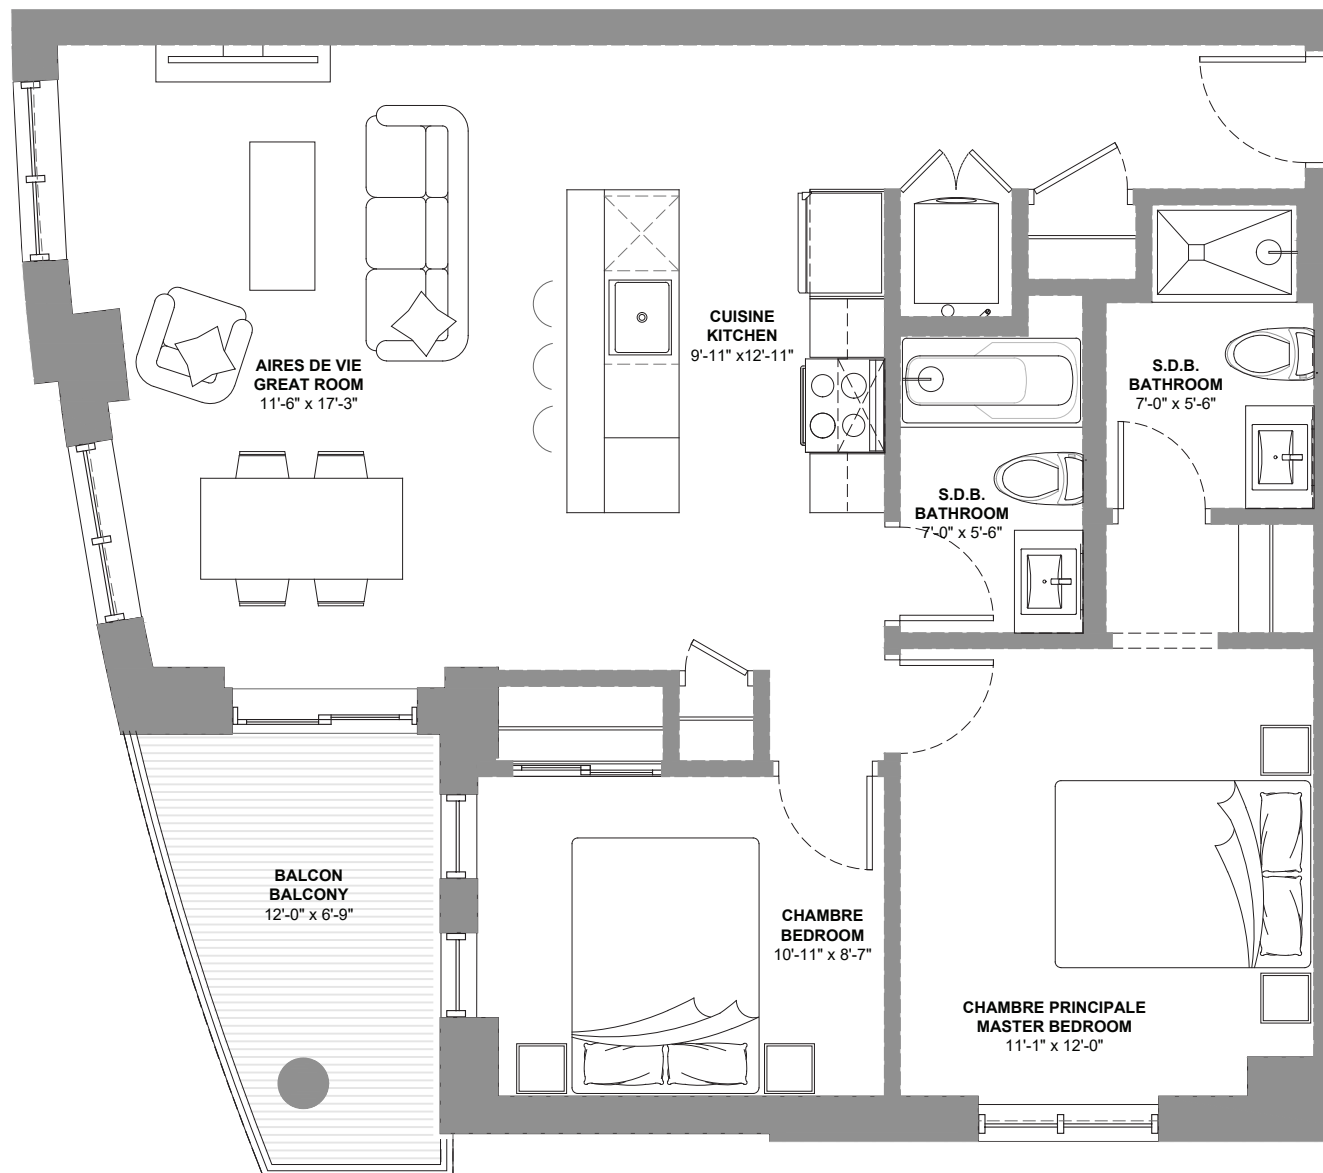 AIRES DE VIE
GREAT ROOM
11'-6" x 17'-3"
CUISINE
KITCHEN
9'-11" x12'-11"
S.D.B.
BATHROOM
7'-0" x 5'-6"
S.D.B.
BATHROOM
7'-0" x 5'-6"
BALCON
BALCONY
12'-0" x 6'-9"
CHAMBRE
BEDROOM
10'-11" x 8'-7"
CHAMBRE PRINCIPALE
MASTER BEDROOM
11'-1" x 12'-0"